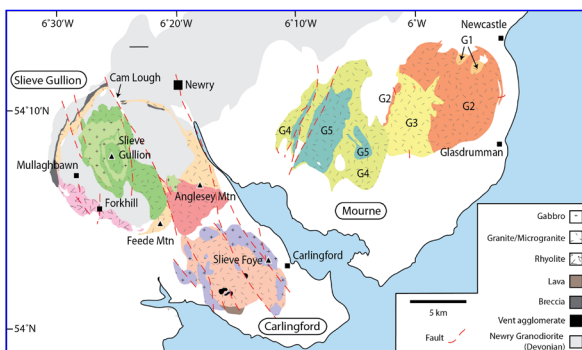 6°20
6°10
6°W
Newcastle
G1
Slieve Gullion
Cam Lough
Newry
54°10
G2
G2
G3
G4
G5
G5
G4
Glasdrumman
Slieve
Gullion
Mullaghbawn
Forkhill
Anglesey Mtn
Mourne
Feede Mtn
Slieve Foye
Carlingford
Carlingford
54°N
Gabbro
Granite/Microgranite
Rhyolite
Lava
Breccia
Vent agglomerate
Newry Granodiorite
(Devonian)
5 km
Fault